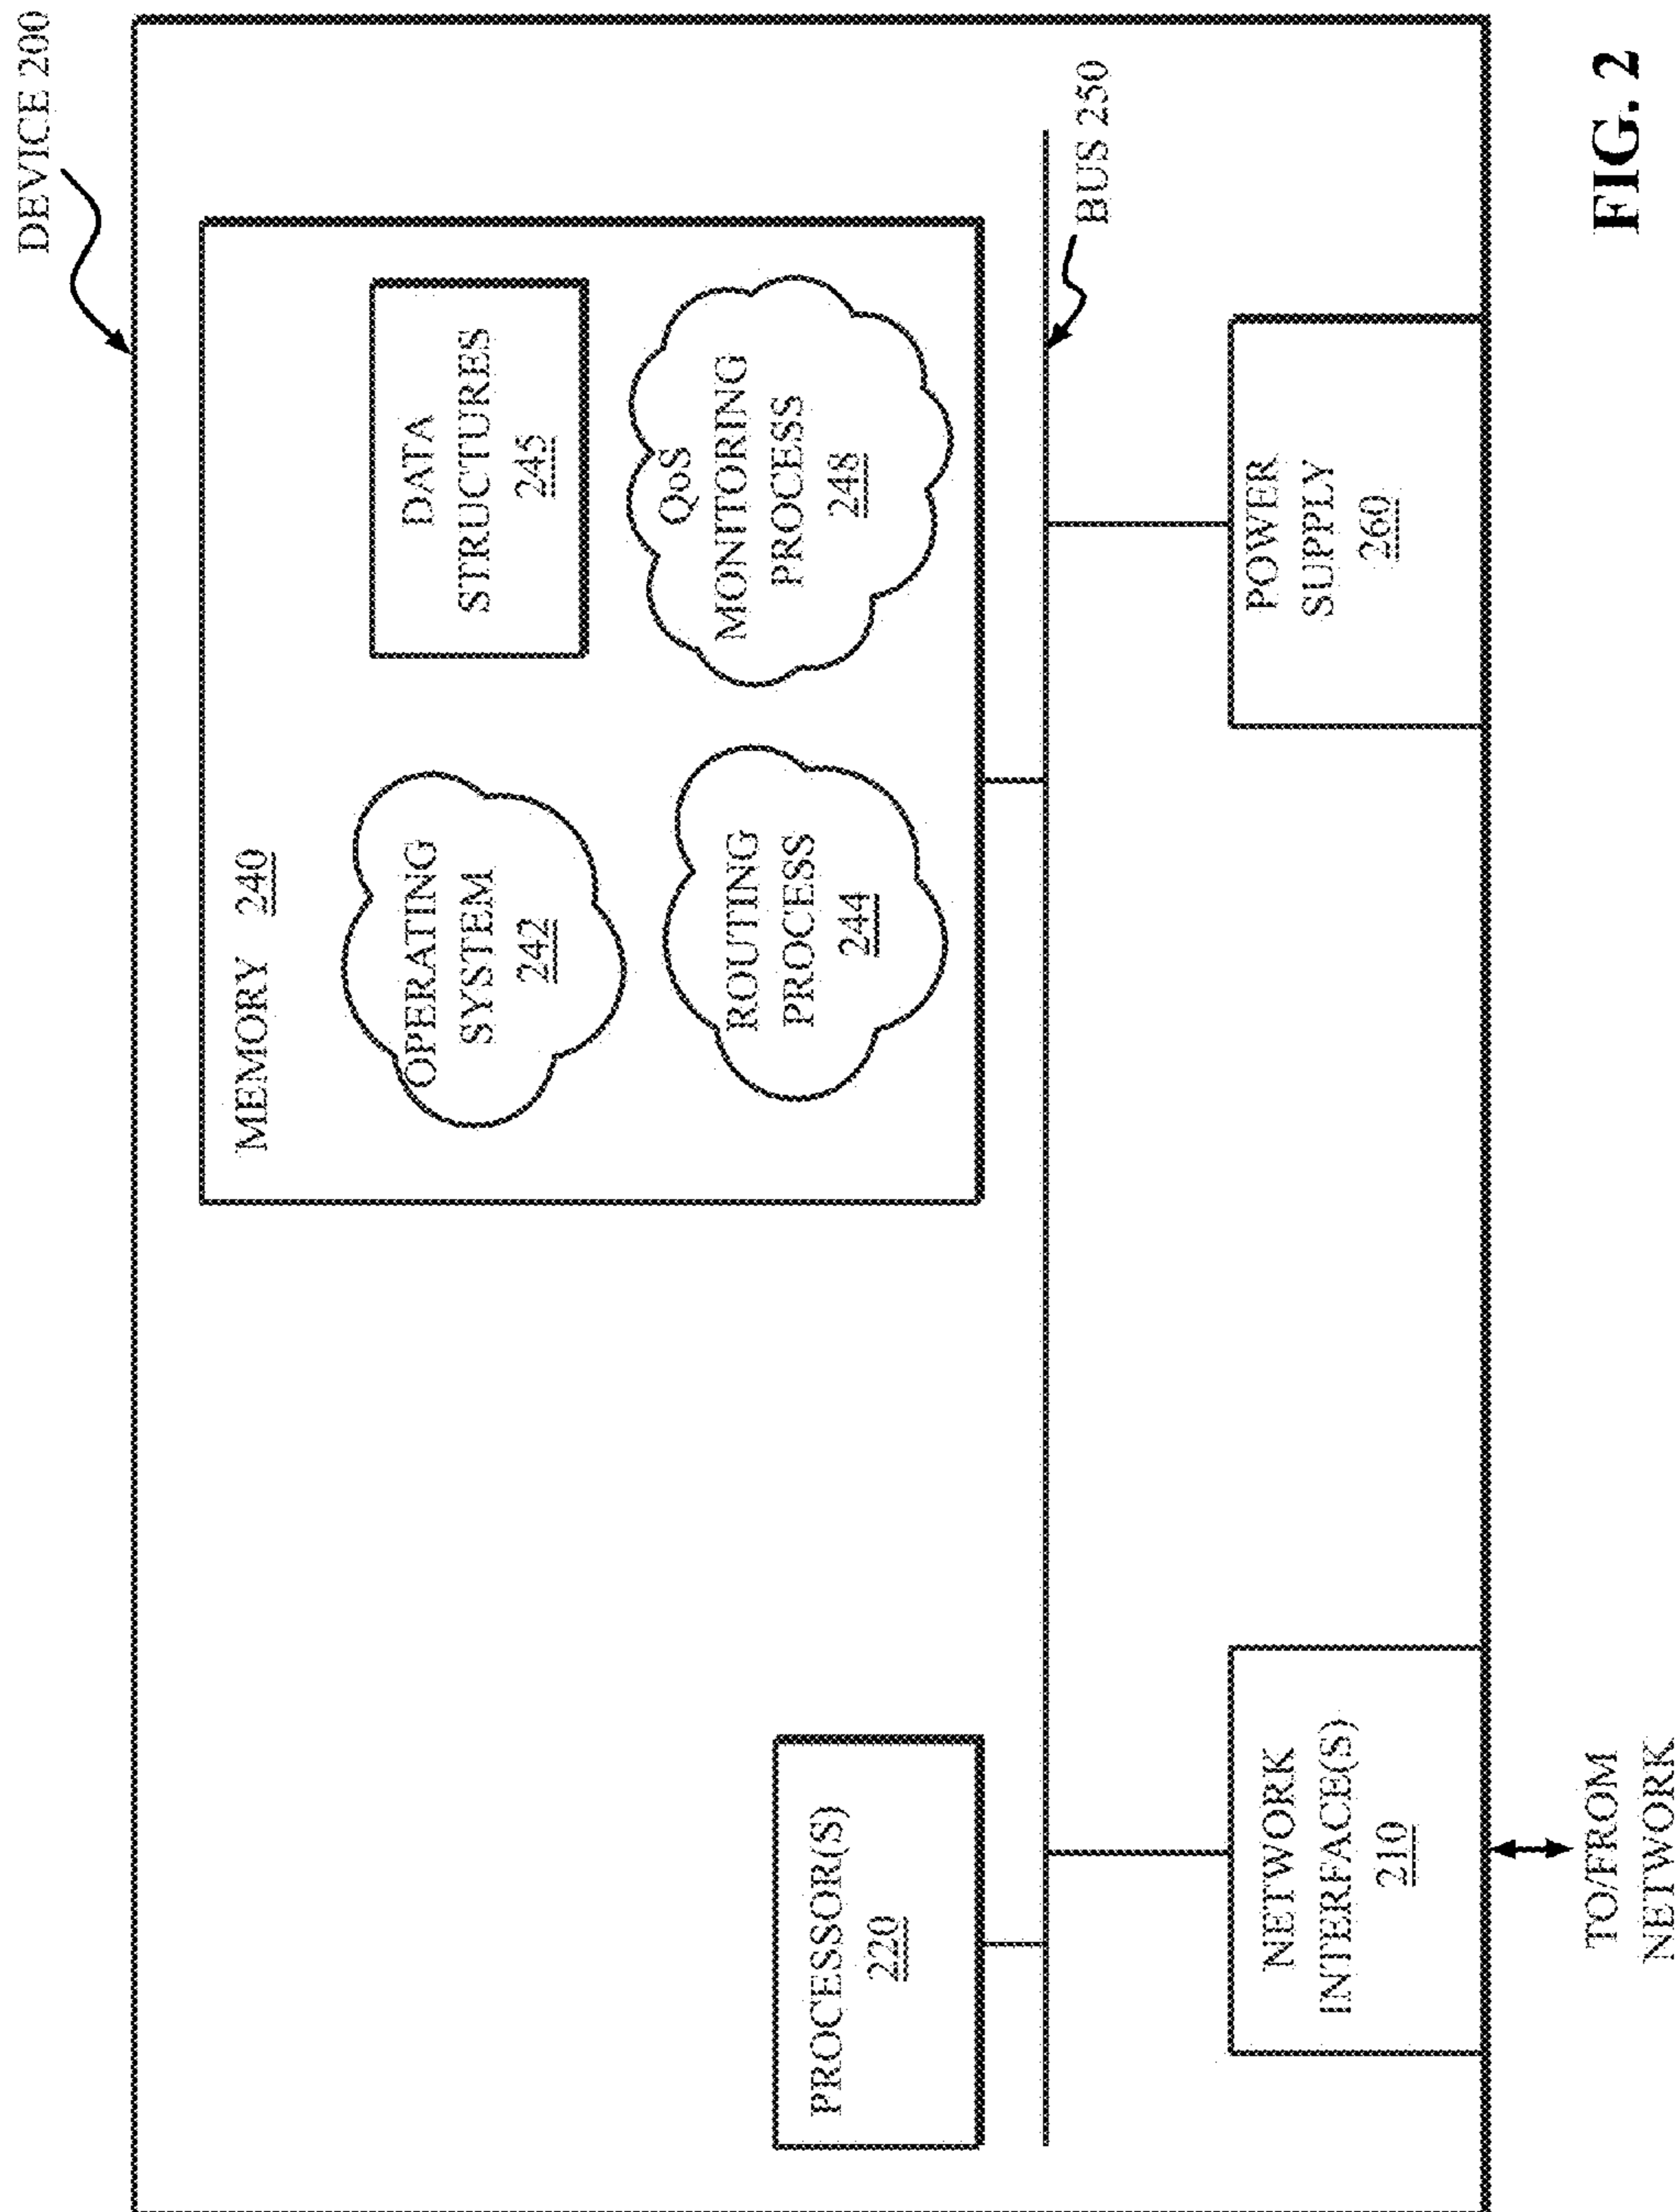 DEVICE 200
MEMORY 240
OPERATING
SYSTEM
242
DATA
STRUCTURES
245
ROUTING
PROCESS
244
QoS
MONITORING
PROCESS
248
PROCESSOR(S)
220
BUS 250
NETWORK
INTERFACE(S)
210
POWER
SUPPLY
260
TO/FROM
NETWORK
FIG. 2